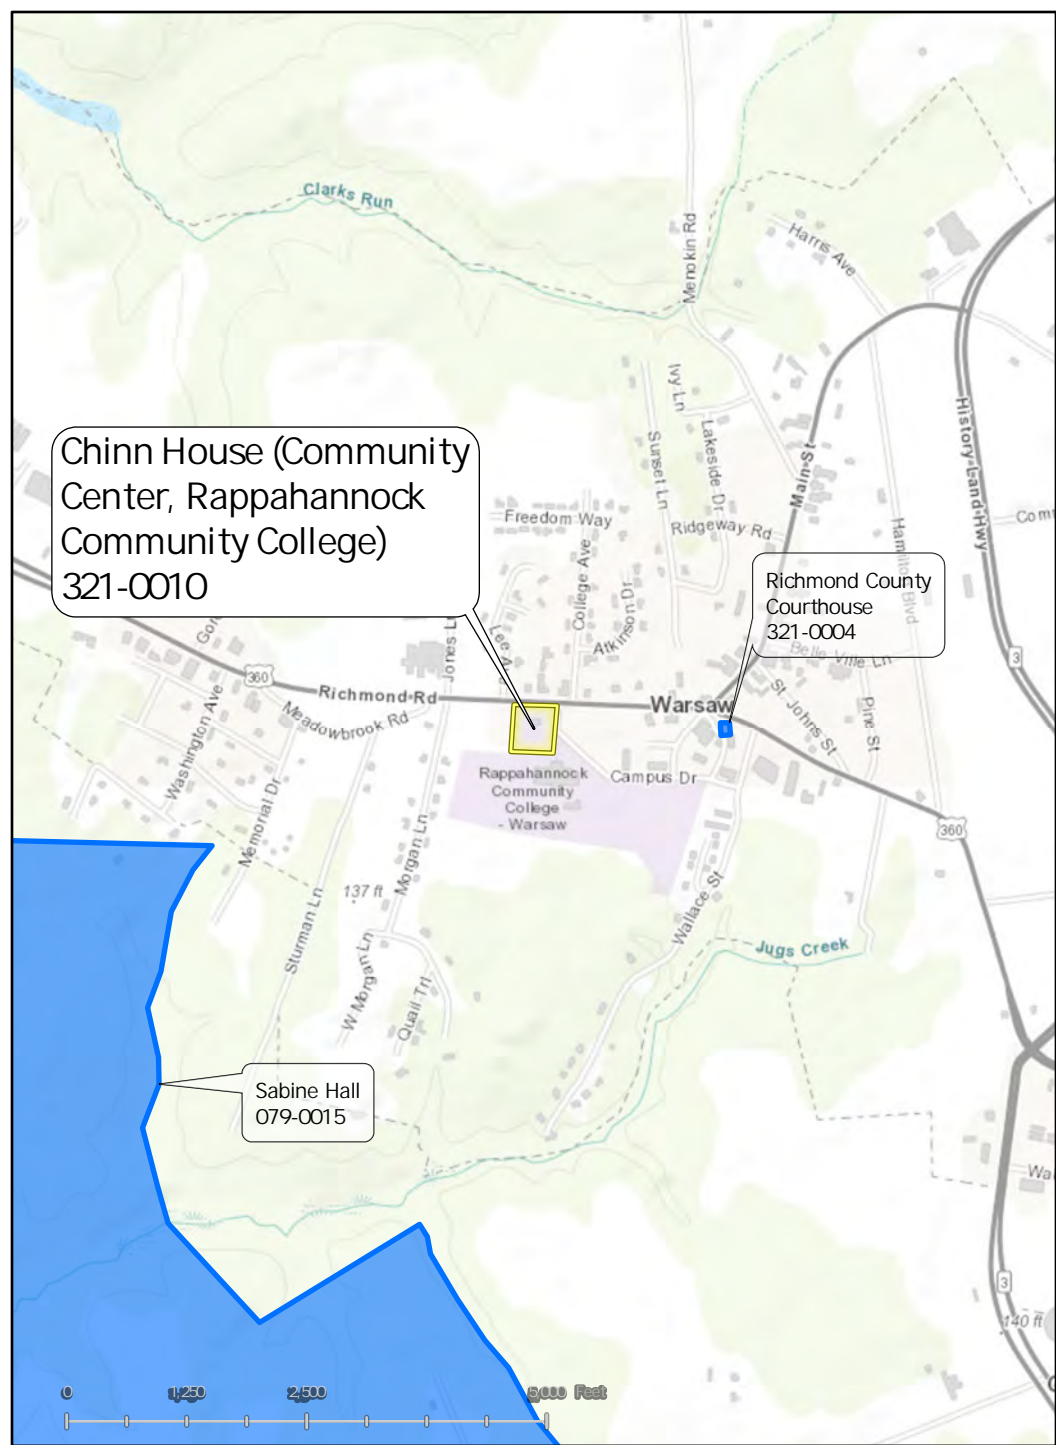 Clarks Run
Menokin Rd
Harris Ave
Ivy Ln
Lakeside Dr
Sunset Ln
Main St
History Land Hwy
Chinn House (Community
Center, Rappahannock
Community College)
321-0010
Freedom Way
Ridgeway Rd
Hamilton Blvd
College Ave
Atkinson Dr
Richmond County
Courthouse
321-0004
Belle Ville Ln
3
Jones Ln
360
Richmond Rd
Meadowbrook Rd
Washington Ave
Warsaw
St Johns St
Pine St
Rappahannock
Community
College
- Warsaw
Campus Dr
Memorial Dr
Morgan Ln
360
137 ft
Sturman Ln
Wallace St
W Morgan Ln
Quail Trl
Jugs Creek
Sabine Hall
079-0015
3
140 ft
0
1,250
2,500
5,000 Feet